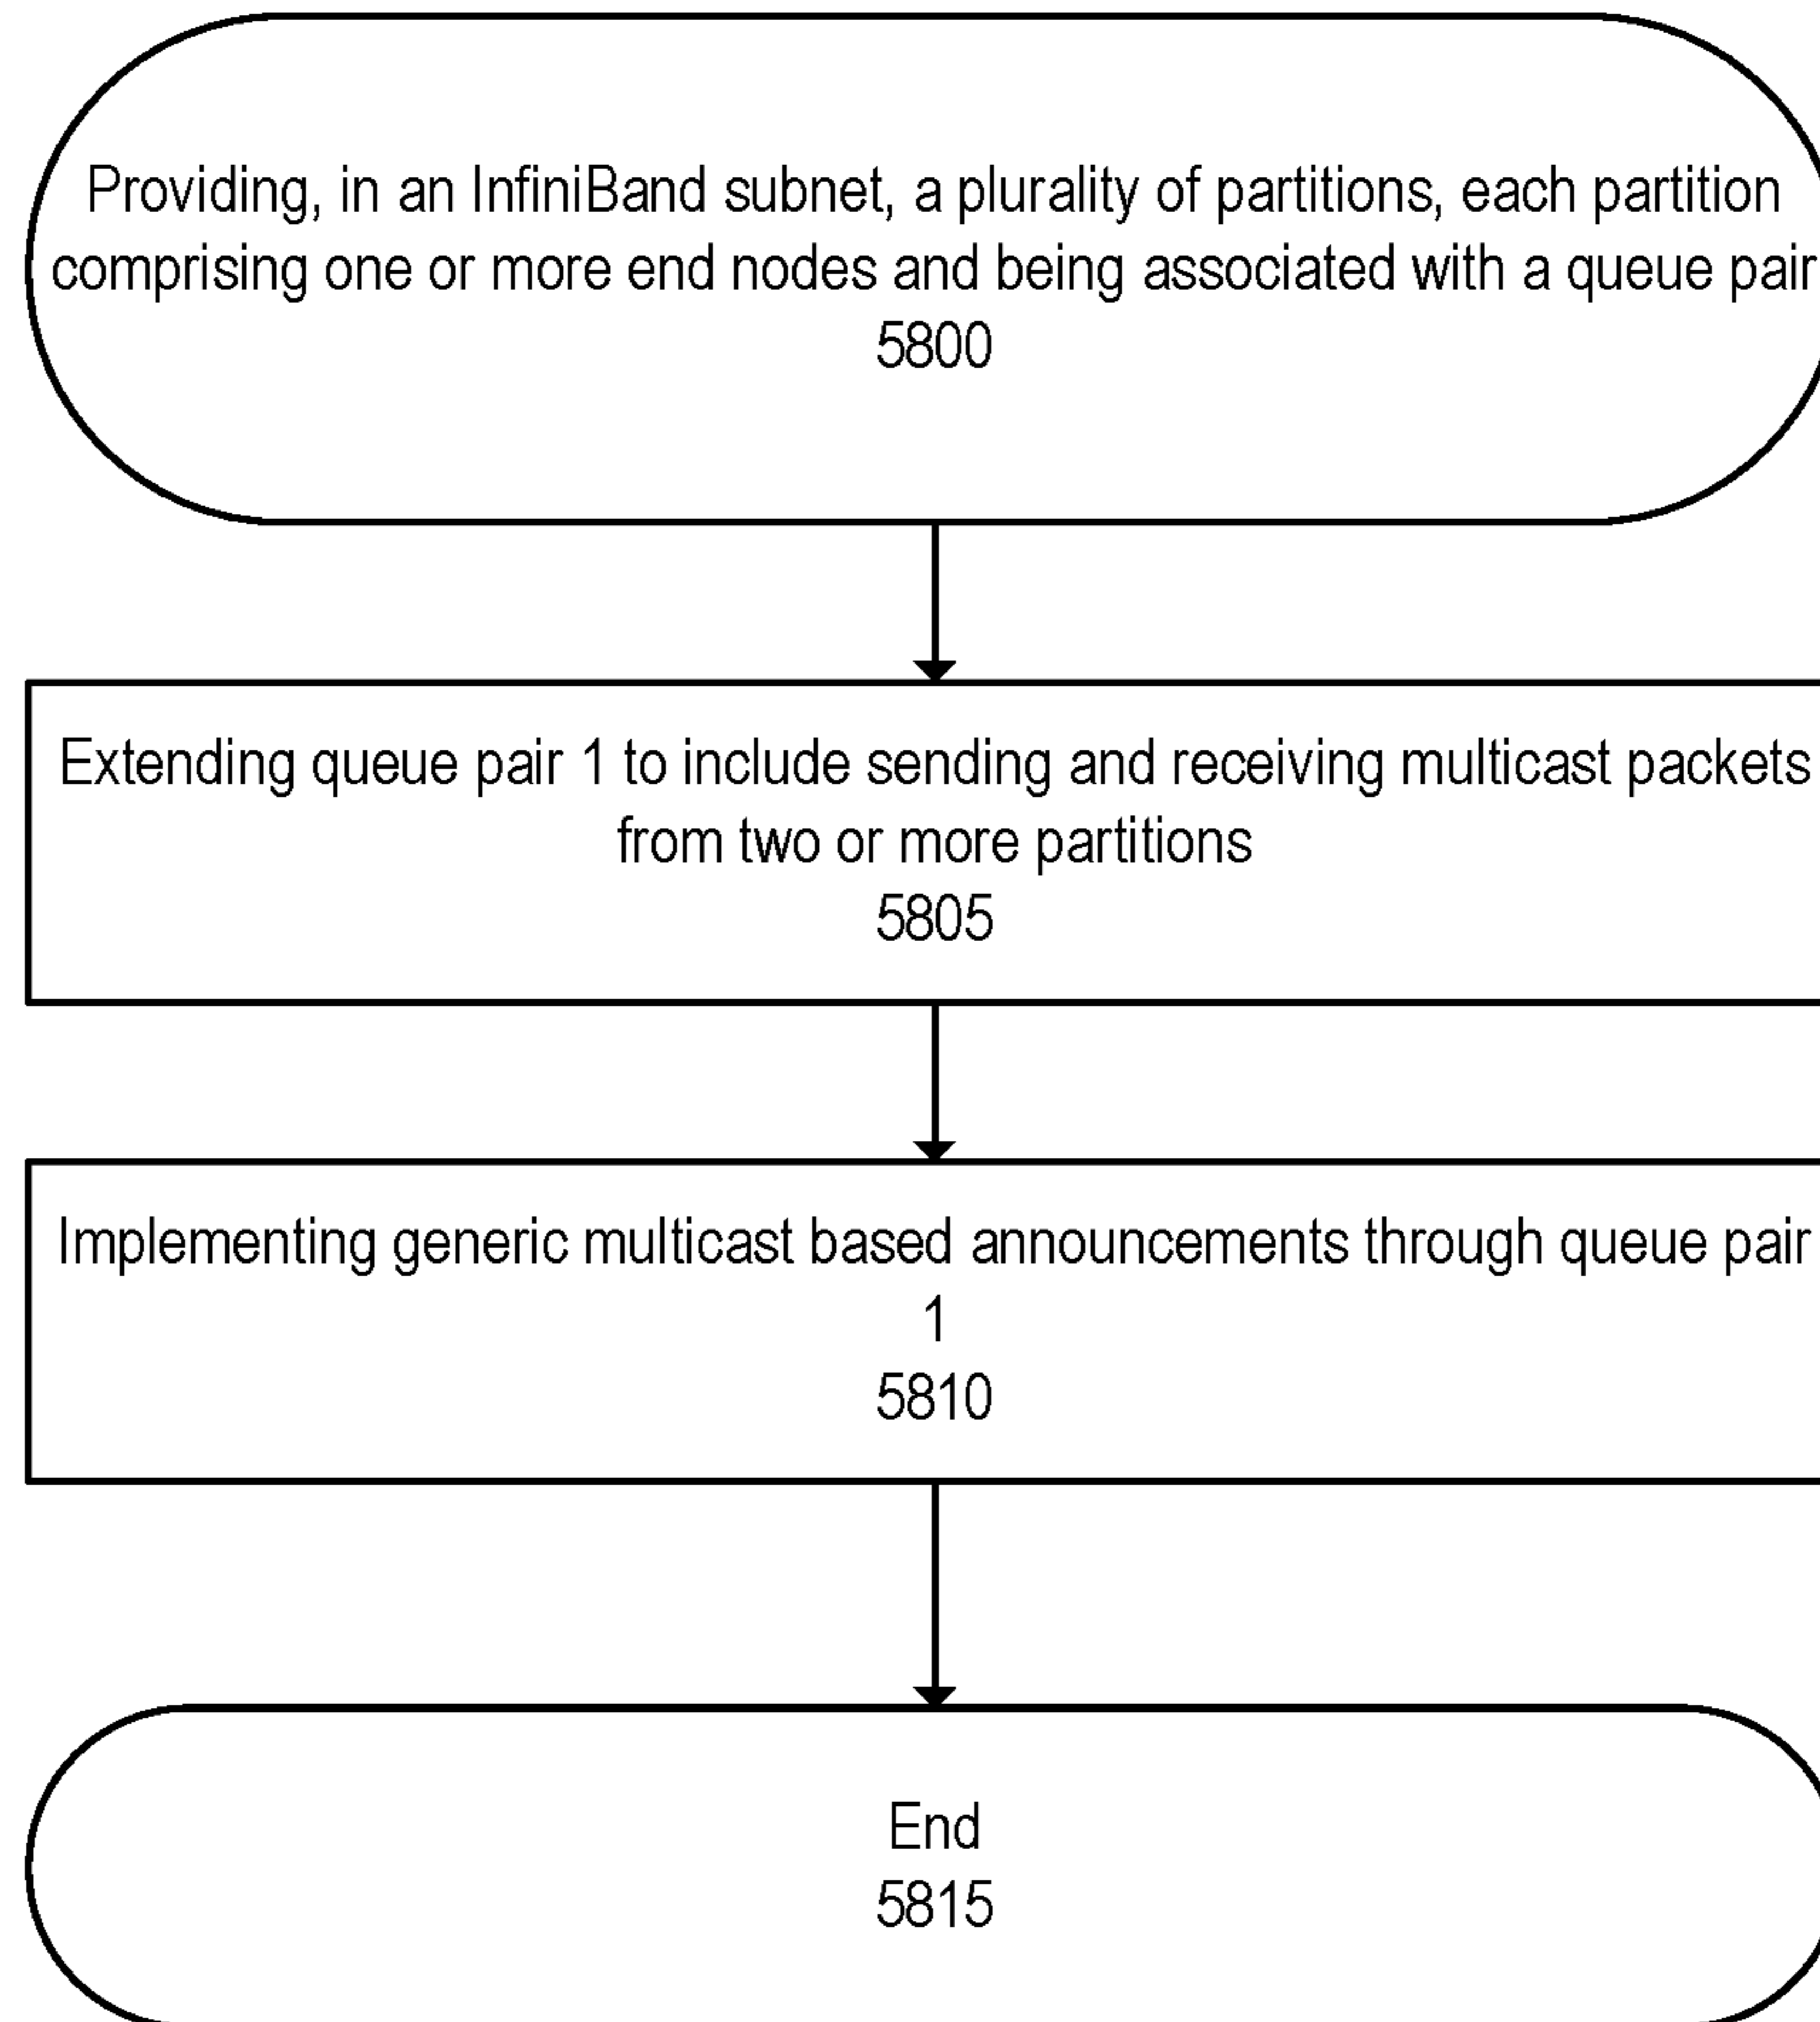 Providing, in an InfiniBand subnet, a plurality of partitions, each partition
comprising one or more end nodes and being associated with a queue pair
5800
Extending queue pair 1 to include sending and receiving multicast packets
from two or more partitions
5805
Implementing generic multicast based announcements through queue pair
1
5810
End
5815